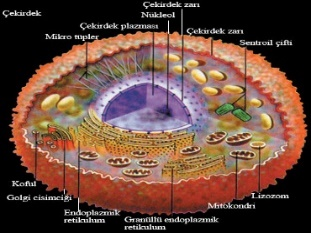 Çekirdek zarı
Çekirdek
Nükleol
Çekirdek plazması
Çekirdek zarı
Mikro tüpler
Sentroil çifti
Koful
Golgi cisimciği
Endoplazmik
retikulum
Granüllü endoplazmik
retikulum
Mitokondri
Lizozom